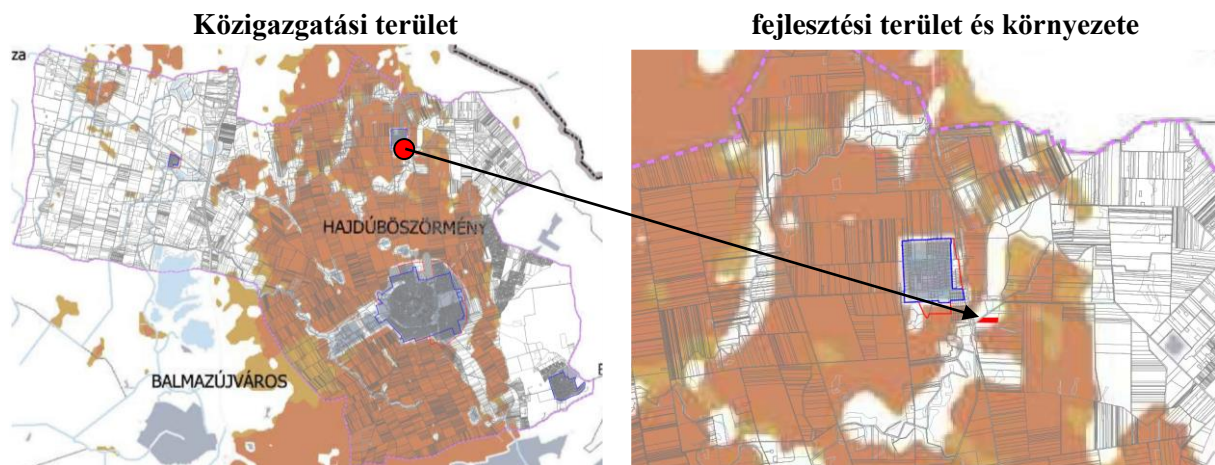 Közigazgatási terület
fejlesztési terület és környezete
za
HAJDÚBÖSZÖRMÉNY
BALMAZÚJVÁROS